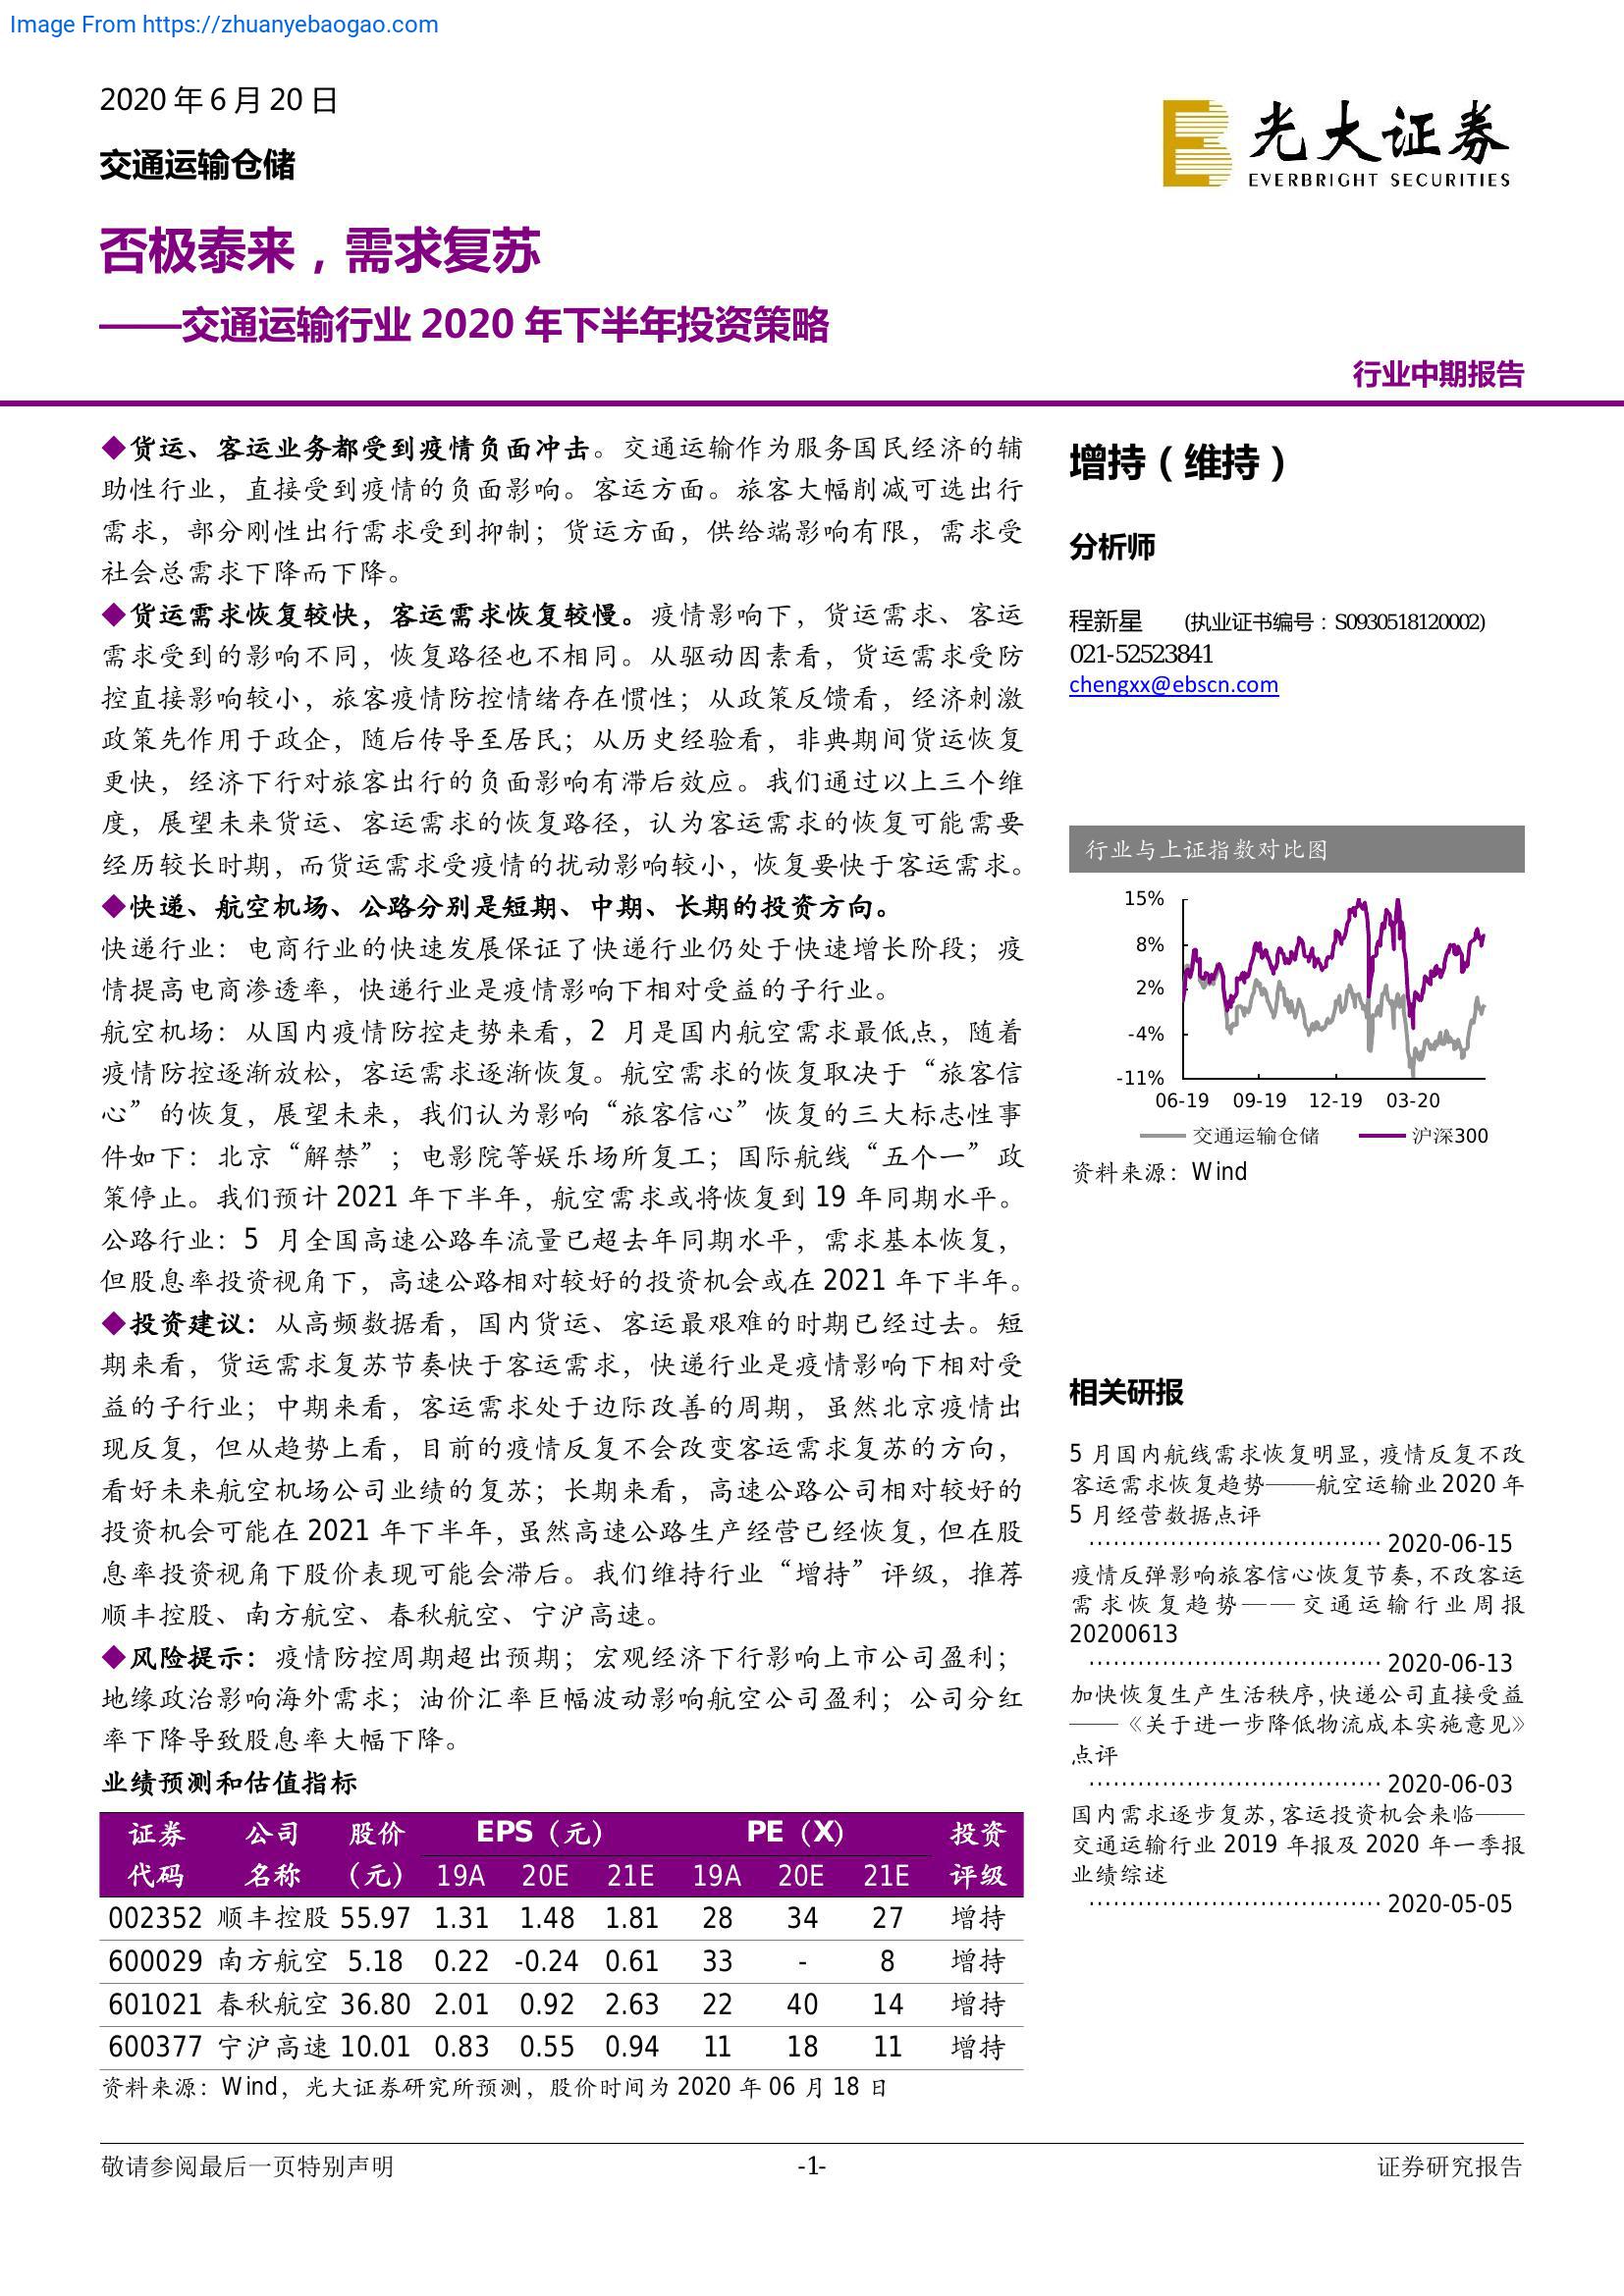 Image From https://zhuanyebaogao.com
2020 年 6 月 20 日
交通运输仓储
光大证券
EVERBRIGHT SECURITIES
否极泰来，需求复苏
——交通运输行业 2020 年下半年投资策略
行业中期报告
◆货运、客运业务都受到疫情负面冲击。交通运输作为服务国民经济的辅
助性行业，直接受到疫情的负面影响。客运方面。旅客大幅削减可选出行
需求，部分刚性出行需求受到抑制；货运方面，供给端影响有限，需求受
社会总需求下降而下降。
◆货运需求恢复较快，客运需求恢复较慢。疫情影响下，货运需求、客运
需求受到的影响不同，恢复路径也不相同。从驱动因素看，货运需求受防
控直接影响较小，旅客疫情防控情绪存在惯性；从政策反馈看，经济刺激
政策先作用于政企，随后传导至居民；从历史经验看，非典期间货运恢复
更快，经济下行对旅客出行的负面影响有滞后效应。我们通过以上三个维
度，展望未来货运、客运需求的恢复路径，认为客运需求的恢复可能需要
经历较长时期，而货运需求受疫情的扰动影响较小，恢复要快于客运需求。
◆快递、航空机场、公路分别是短期、中期、长期的投资方向。
快递行业：电商行业的快速发展保证了快递行业仍处于快速增长阶段；疫
情提高电商渗透率，快递行业是疫情影响下相对受益的子行业。
航空机场：从国内疫情防控走势来看，2 月是国内航空需求最低点，随着
疫情防控逐渐放松，客运需求逐渐恢复。航空需求的恢复取决于“旅客信
心”的恢复，展望未来，我们认为影响“旅客信心”恢复的三大标志性事
件如下：北京“解禁”；电影院等娱乐场所复工；国际航线“五个一”政
策停止。我们预计 2021 年下半年，航空需求或将恢复到 19 年同期水平。
公路行业：5 月全国高速公路车流量已超去年同期水平，需求基本恢复，
但股息率投资视角下，高速公路相对较好的投资机会或在 2021 年下半年。
◆投资建议：从高频数据看，国内货运、客运最艰难的时期已经过去。短
期来看，货运需求复苏节奏快于客运需求，快递行业是疫情影响下相对受
益的子行业；中期来看，客运需求处于边际改善的周期，虽然北京疫情出
现反复，但从趋势上看，目前的疫情反复不会改变客运需求复苏的方向，
看好未来航空机场公司业绩的复苏；长期来看，高速公路公司相对较好的
投资机会可能在 2021 年下半年，虽然高速公路生产经营已经恢复，但在股
息率投资视角下股价表现可能会滞后。我们维持行业“增持”评级，推荐
顺丰控股、南方航空、春秋航空、宁沪高速。
◆风险提示：疫情防控周期超出预期；宏观经济下行影响上市公司盈利；
地缘政治影响海外需求；油价汇率巨幅波动影响航空公司盈利；公司分红
率下降导致股息率大幅下降。
业绩预测和估值指标
证券 公司 股价 EPS（元） PE（X） 投资
代码 名称 （元） 19A 20E 21E 19A 20E 21E 评级
002352 顺丰控股 55.97 1.31 1.48 1.81 28 34 27 增持
600029 南方航空 5.18 0.22 -0.24 0.61 33 - 8 增持
601021 春秋航空 36.80 2.01 0.92 2.63 22 40 14 增持
600377 宁沪高速 10.01 0.83 0.55 0.94 11 18 11 增持
资料来源：Wind，光大证券研究所预测，股价时间为 2020 年 06 月 18 日
增持（维持）
分析师
程新星 (执业证书编号：S0930518120002)
021-52523841
chengxx@ebscn.com
行业与上证指数对比图
15%
8%
2%
-4%
-11%
06-19 09-19 12-19 03-20
交通运输仓储 沪深300
资料来源：Wind
相关研报
5 月国内航线需求恢复明显，疫情反复不改
客运需求恢复趋势——航空运输业 2020 年
5 月经营数据点评
···································· 2020-06-15
疫情反弹影响旅客信心恢复节奏，不改客运
需求恢复趋势——交通运输行业周报
20200613
···································· 2020-06-13
加快恢复生产生活秩序，快递公司直接受益
——《关于进一步降低物流成本实施意见》
点评
···································· 2020-06-03
国内需求逐步复苏，客运投资机会来临——
交通运输行业 2019 年报及 2020 年一季报
业绩综述
···································· 2020-05-05
敬请参阅最后一页特别声明 -1- 证券研究报告